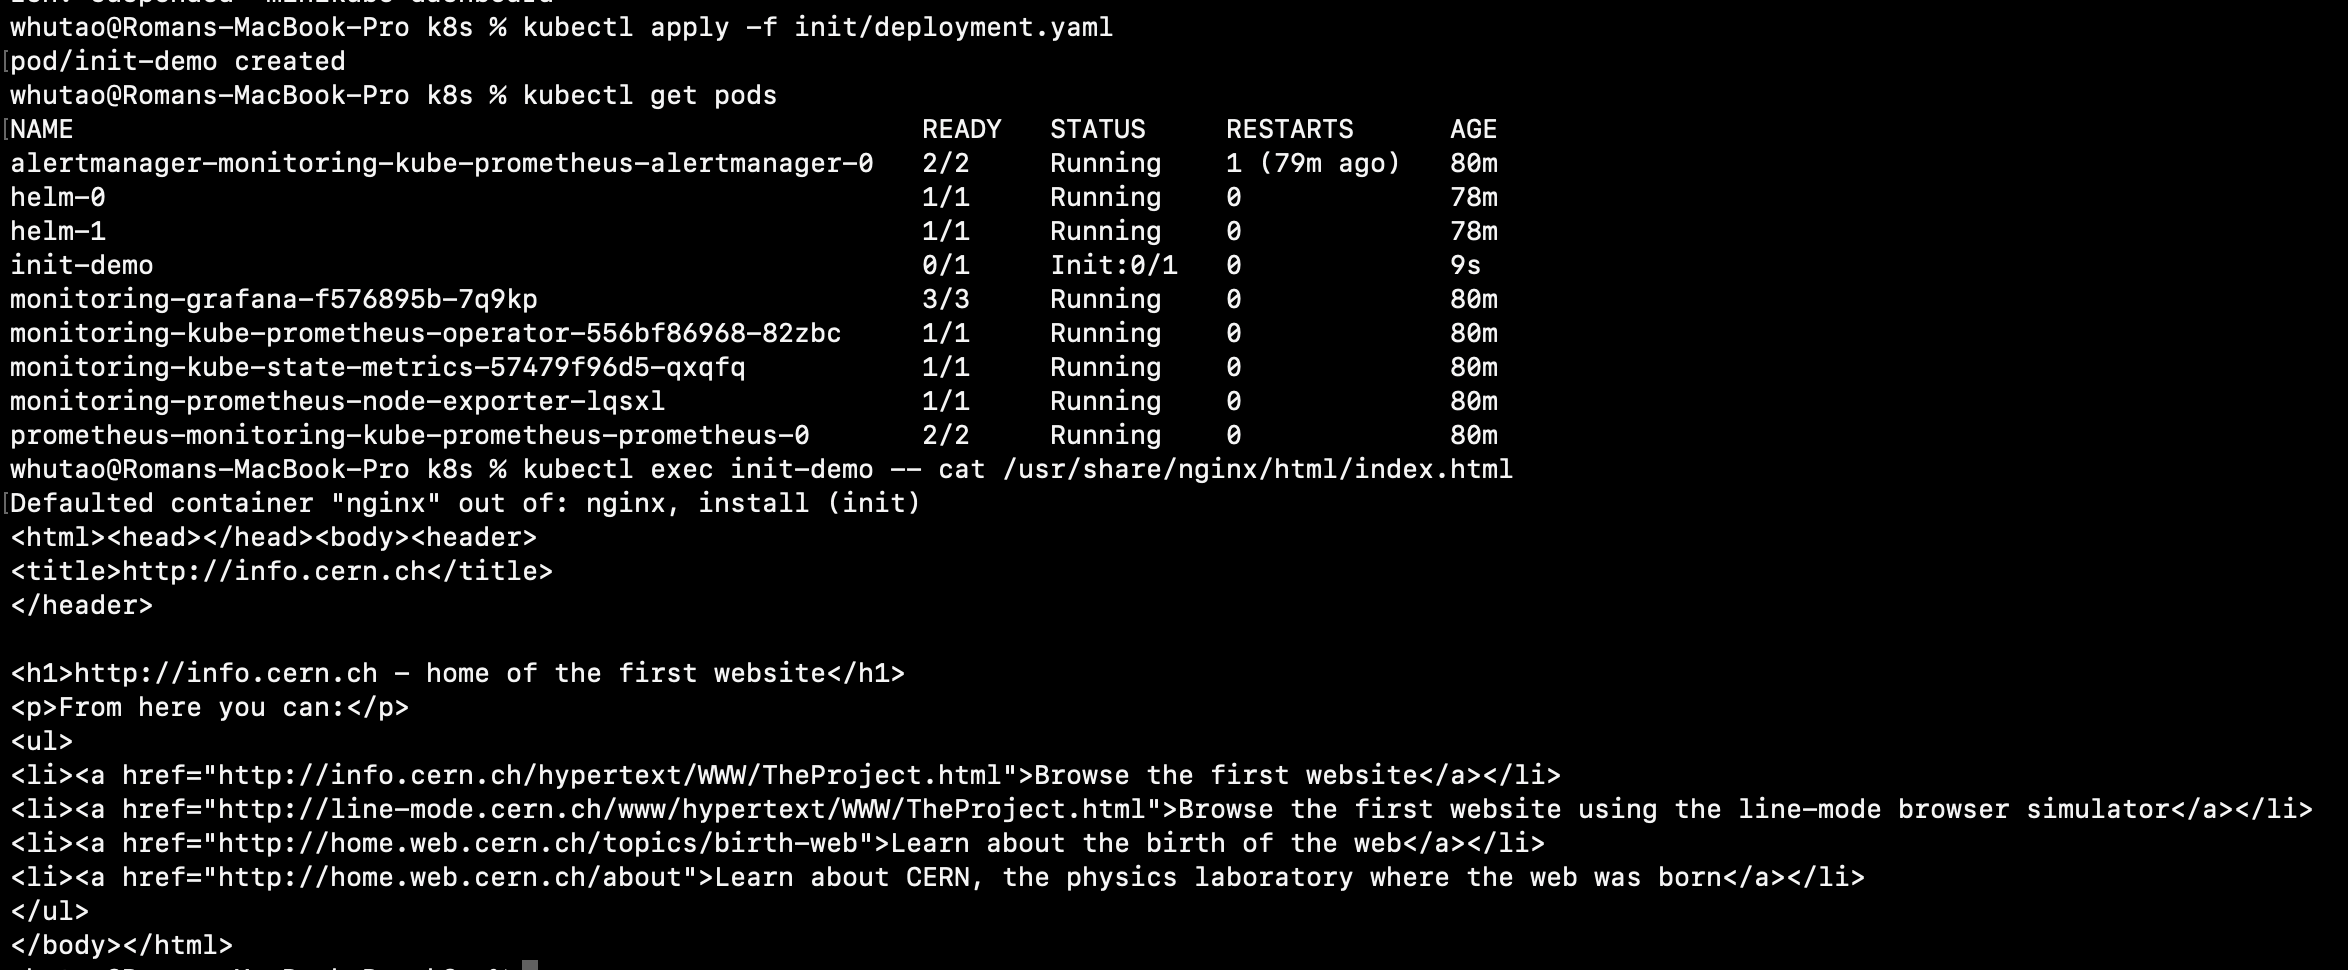 whutao@Romans-MacBook-Pro k8s % kubectl apply -f init/deployment.yaml
pod/init-demo created
whutao@Romans-MacBook-Pro k8s % kubectl get pods
NAME READY STATUS RESTARTS AGE
alertmanager-monitoring-kube-prometheus-alertmanager-0 2/2 Running 1 (79m ago) 80m
helm-0 1/1 Running 0 78m
helm-1 1/1 Running 0 78m
init-demo 0/1 Init:0/1 0 9s
monitoring-grafana-f576895b-7q9kp 3/3 Running 0 80m
monitoring-kube-prometheus-operator-556bf86968-82zbc 1/1 Running 0 80m
monitoring-kube-state-metrics-57479f96d5-qxqfq 1/1 Running 0 80m
monitoring-prometheus-node-exporter-lqsxl 1/1 Running 0 80m
prometheus-monitoring-kube-prometheus-prometheus-0 2/2 Running 0 80m
whutao@Romans-MacBook-Pro k8s % kubectl exec init-demo -- cat /usr/share/nginx/html/index.html
Defaulted container "nginx" out of: nginx, install (init)
<html><head></head><body><header>
<title>http://info.cern.ch</title>
</header>
<h1>http://info.cern.ch - home of the first website</h1>
<p>From here you can:</p>
<ul>
<li><a href="http://info.cern.ch/hypertext/WWW/TheProject.html">Browse the first website</a></li>
<li><a href="http://line-mode.cern.ch/www/hypertext/WWW/TheProject.html">Browse the first website using the line-mode browser simulator</a></li>
<li><a href="http://home.web.cern.ch/topics/birth-web">Learn about the birth of the web</a></li>
<li><a href="http://home.web.cern.ch/about">Learn about CERN, the physics laboratory where the web was born</a></li>
</ul>
</body></html>